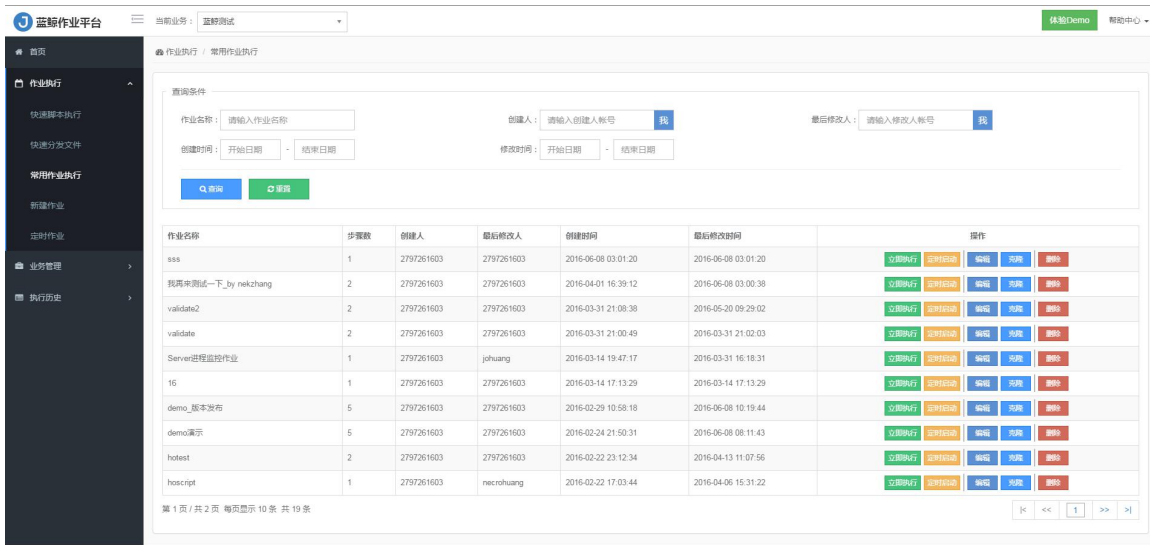 蓝鲸作业平台 当前业务： 蓝鲸测试 体验Demo 帮助中心
首页 作业执行 / 常用作业执行
作业执行
快速脚本执行
快速分发文件
常用作业执行
新建作业
定时作业
业务管理
执行历史
查询条件
作业名称： 请输入作业名称 创建人： 请输入创建人帐号 我 最后修改人： 请输入修改人帐号 我
创建时间： 开始日期 - 结束日期 修改时间： 开始日期 - 结束日期
查询 重置
作业名称 步骤数 创建人 最后修改人 创建时间 最后修改时间 操作
sss 1 2797261603 2797261603 2016-06-08 03:01:20 2016-06-08 03:01:20 立即执行 定时启动 编辑 克隆 删除
我再来测试一下_by nekzhang 2 2797261603 2797261603 2016-04-01 16:39:12 2016-06-08 03:00:38 立即执行 定时启动 编辑 克隆 删除
validate2 2 2797261603 2797261603 2016-03-31 21:08:38 2016-05-20 09:29:02 立即执行 定时启动 编辑 克隆 删除
validate 2 2797261603 2797261603 2016-03-31 21:00:49 2016-03-31 21:02:03 立即执行 定时启动 编辑 克隆 删除
Server进程监控作业 1 2797261603 johuang 2016-03-14 19:47:17 2016-03-31 16:18:31 立即执行 定时启动 编辑 克隆 删除
16 1 2797261603 2797261603 2016-03-14 17:13:29 2016-03-14 17:13:29 立即执行 定时启动 编辑 克隆 删除
demo_版本发布 5 2797261603 2797261603 2016-02-29 10:58:18 2016-06-08 10:19:44 立即执行 定时启动 编辑 克隆 删除
demo演示 5 2797261603 2797261603 2016-02-24 21:50:31 2016-06-08 08:11:43 立即执行 定时启动 编辑 克隆 删除
hotest 2 2797261603 2797261603 2016-02-22 23:12:34 2016-04-13 11:07:56 立即执行 定时启动 编辑 克隆 删除
hoscript 1 2797261603 necrohuang 2016-02-22 17:03:44 2016-04-06 15:31:22 立即执行 定时启动 编辑 克隆 删除
第 1 页 / 共 2 页 每页显示 10 条 共 19 条 |< << 1 >> >|